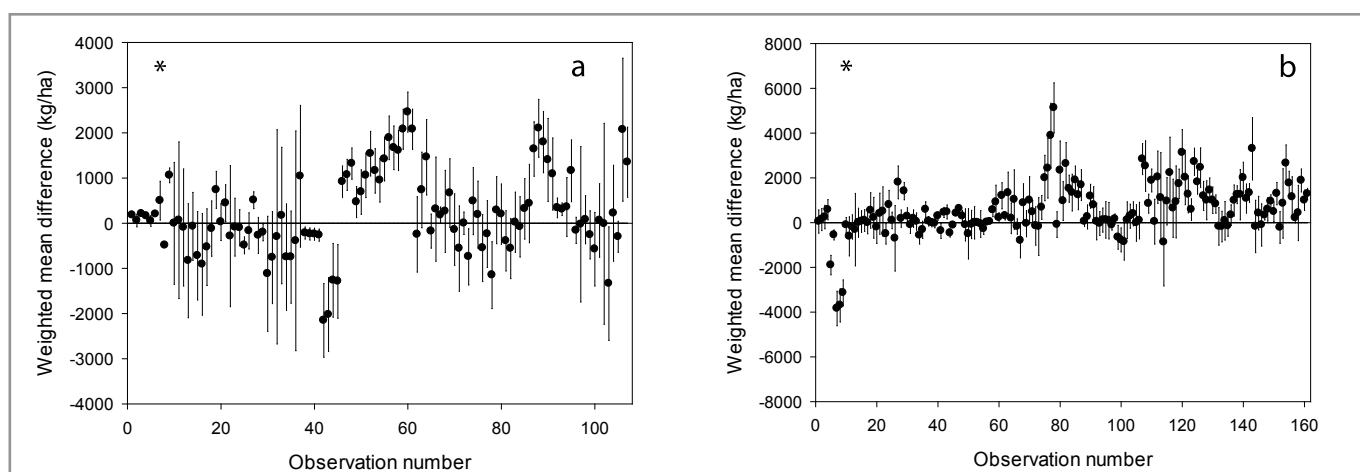 4000
3000
2000
1000
0
-1000
-2000
-3000
-4000
Weighted mean difference (kg/ha)
* a
0 20 40 60 80 100
Observation number
8000
6000
4000
2000
0
-2000
-4000
-6000
-8000
Weighted mean difference (kg/ha)
* b
0 20 40 60 80 100 120 140 160
Observation number